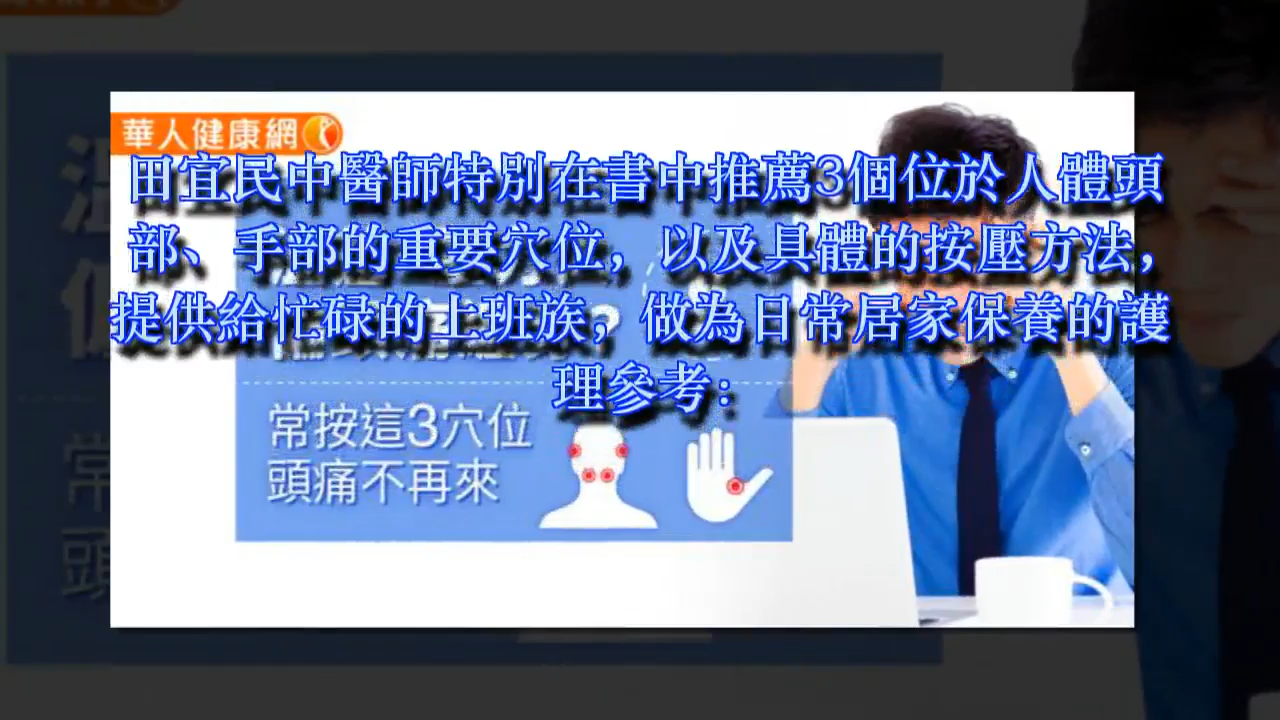 華人健康網
田宜民中醫師特別在書中推薦3個位於人體頭
部、手部的重要穴位，以及具體的按壓方法，
提供給忙碌的上班族，做為日常居家保養的護
理參考：
常按這3穴位
頭痛不再來